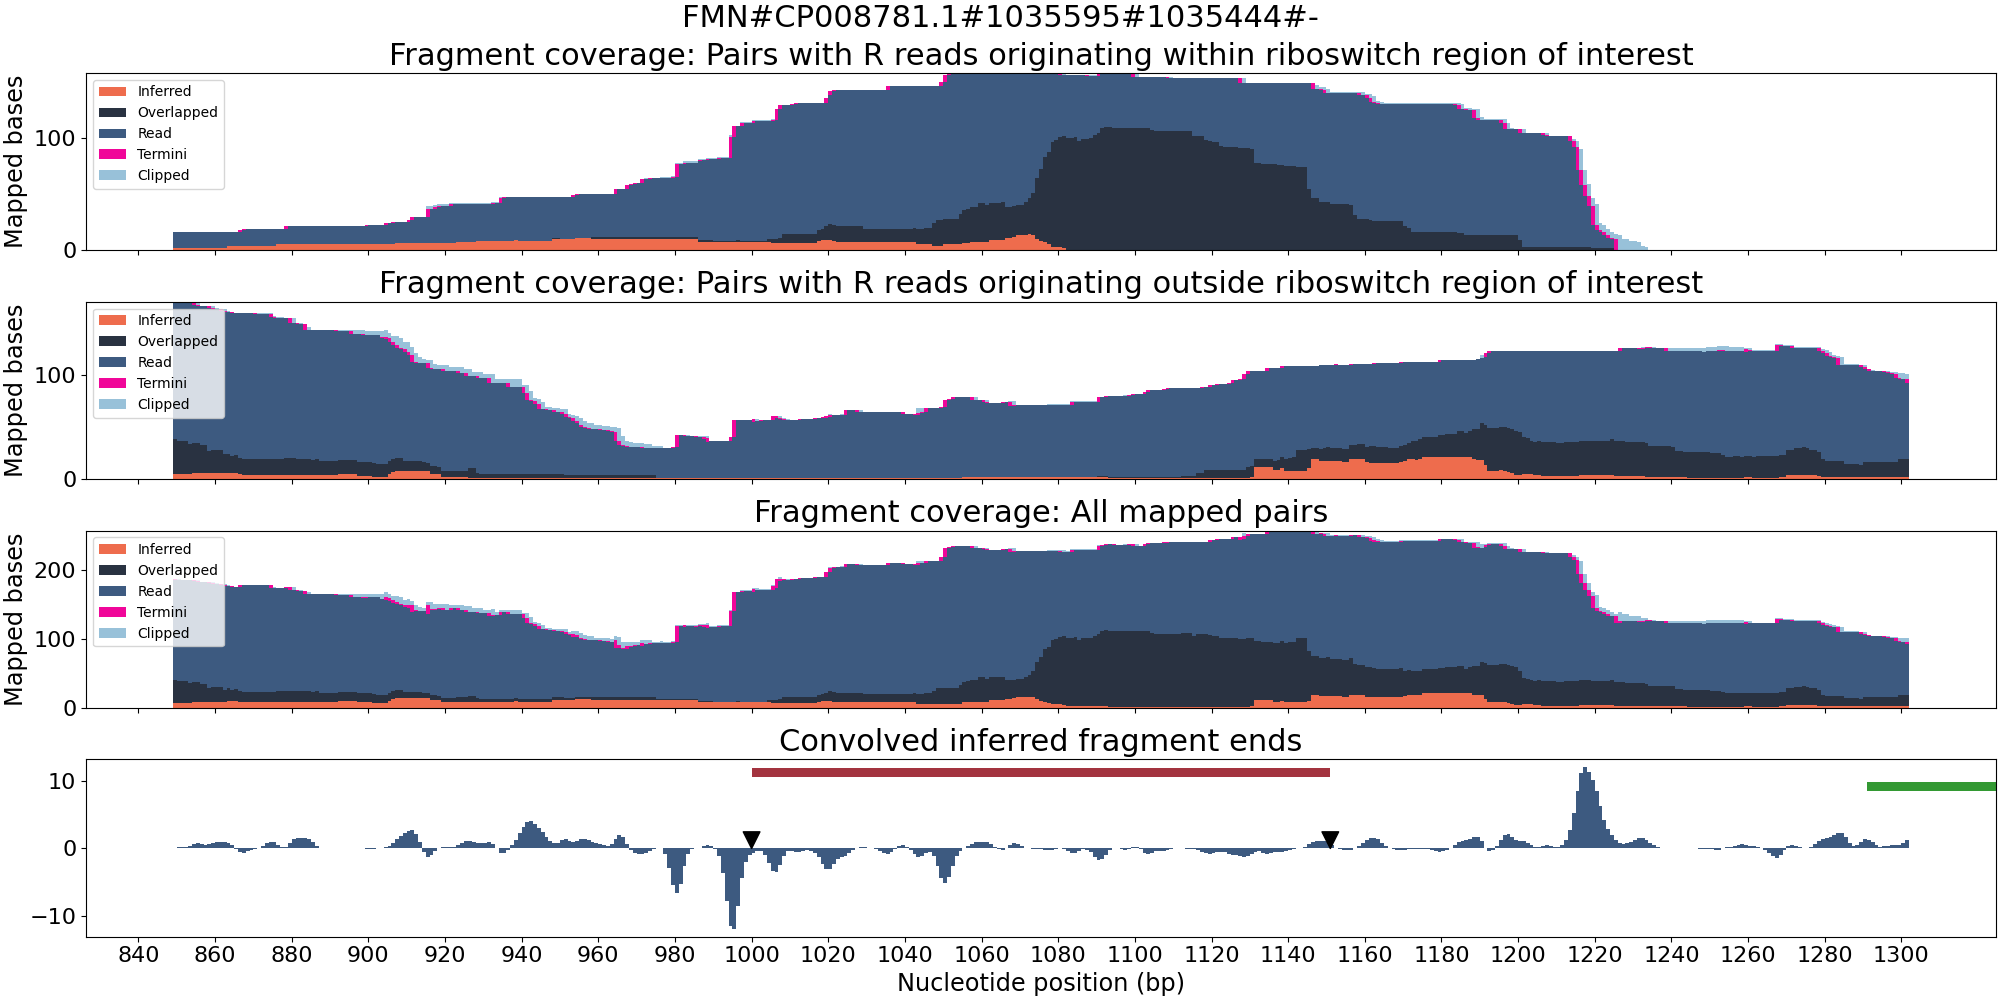 FMN#CP008781.1#1035595#1035444#-
Fragment coverage: Pairs with R reads originating within riboswitch region of interest
Mapped bases
100
0
Inferred
Overlapped
Read
Termini
Clipped
Fragment coverage: Pairs with R reads originating outside riboswitch region of interest
Mapped bases
100
0
Inferred
Overlapped
Read
Termini
Clipped
Fragment coverage: All mapped pairs
Mapped bases
200
100
0
Inferred
Overlapped
Read
Termini
Clipped
Convolved inferred fragment ends
10
0
−10
840 860 880 900 920 940 960 980 1000 1020 1040 1060 1080 1100 1120 1140 1160 1180 1200 1220 1240 1260 1280 1300
Nucleotide position (bp)